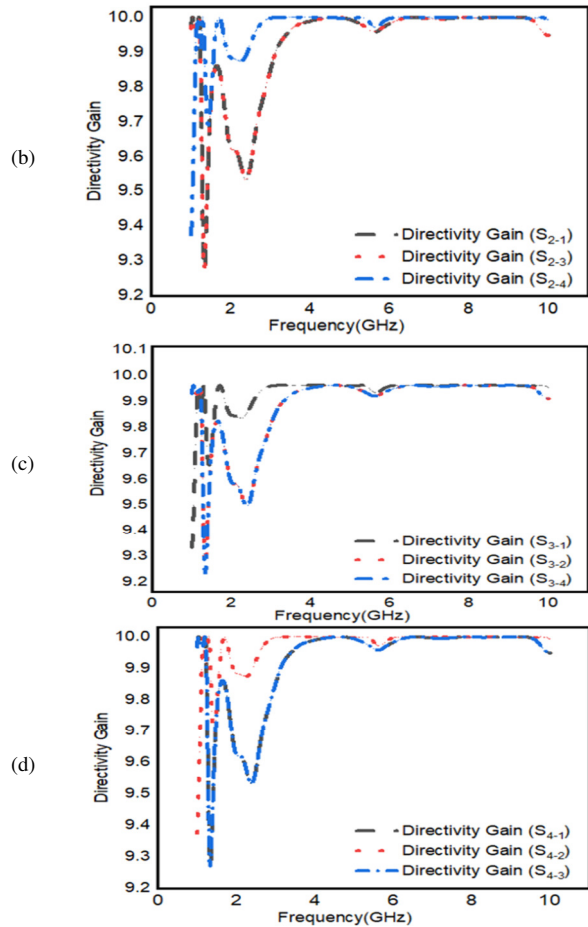 (b)
Directivity Gain
10.0
9.9
9.8
9.7
9.6
9.5
9.4
9.3
9.2
Directivity Gain (S2-1)
Directivity Gain (S2-3)
Directivity Gain (S2-4)
0 2 4 6 8 10
Frequency(GHz)
(c)
Directivity Gain
10.1
10.0
9.9
9.8
9.7
9.6
9.5
9.4
9.3
9.2
Directivity Gain (S3-1)
Directivity Gain (S3-2)
Directivity Gain (S3-4)
0 2 4 6 8 10
Frequency(GHz)
(d)
Directivity Gain
10.0
9.9
9.8
9.7
9.6
9.5
9.4
9.3
9.2
Directivity Gain (S4-1)
Directivity Gain (S4-2)
Directivity Gain (S4-3)
0 2 4 6 8 10
Frequency(GHz)